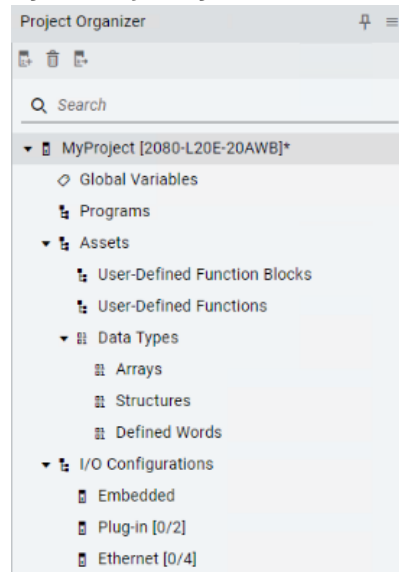 Project Organizer
Search
MyProject [2080-L20E-20AWB]*
Global Variables
Programs
Assets
User-Defined Function Blocks
User-Defined Functions
Data Types
Arrays
Structures
Defined Words
I/O Configurations
Embedded
Plug-in [0/2]
Ethernet [0/4]